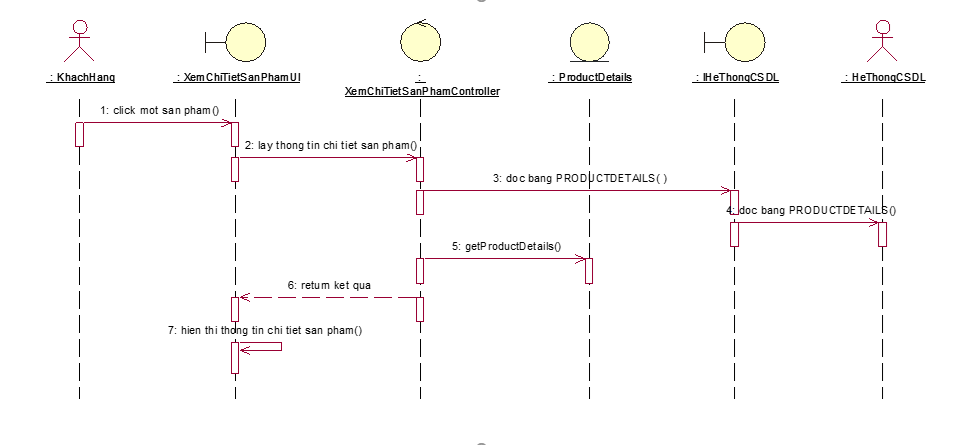 : KhachHang
: XemChiTietSanPhamUI
:
XemChiTietSanPhamController
: ProductDetails
: IHeThongCSDL
: HeThongCSDL
1: click mot san pham()
2: lay thong tin chi tiet san pham()
3: doc bang PRODUCTDETAILS( )
4: doc bang PRODUCTDETAILS()
5: getProductDetails()
6: return ket qua
7: hien thi thong tin chi tiet san pham()